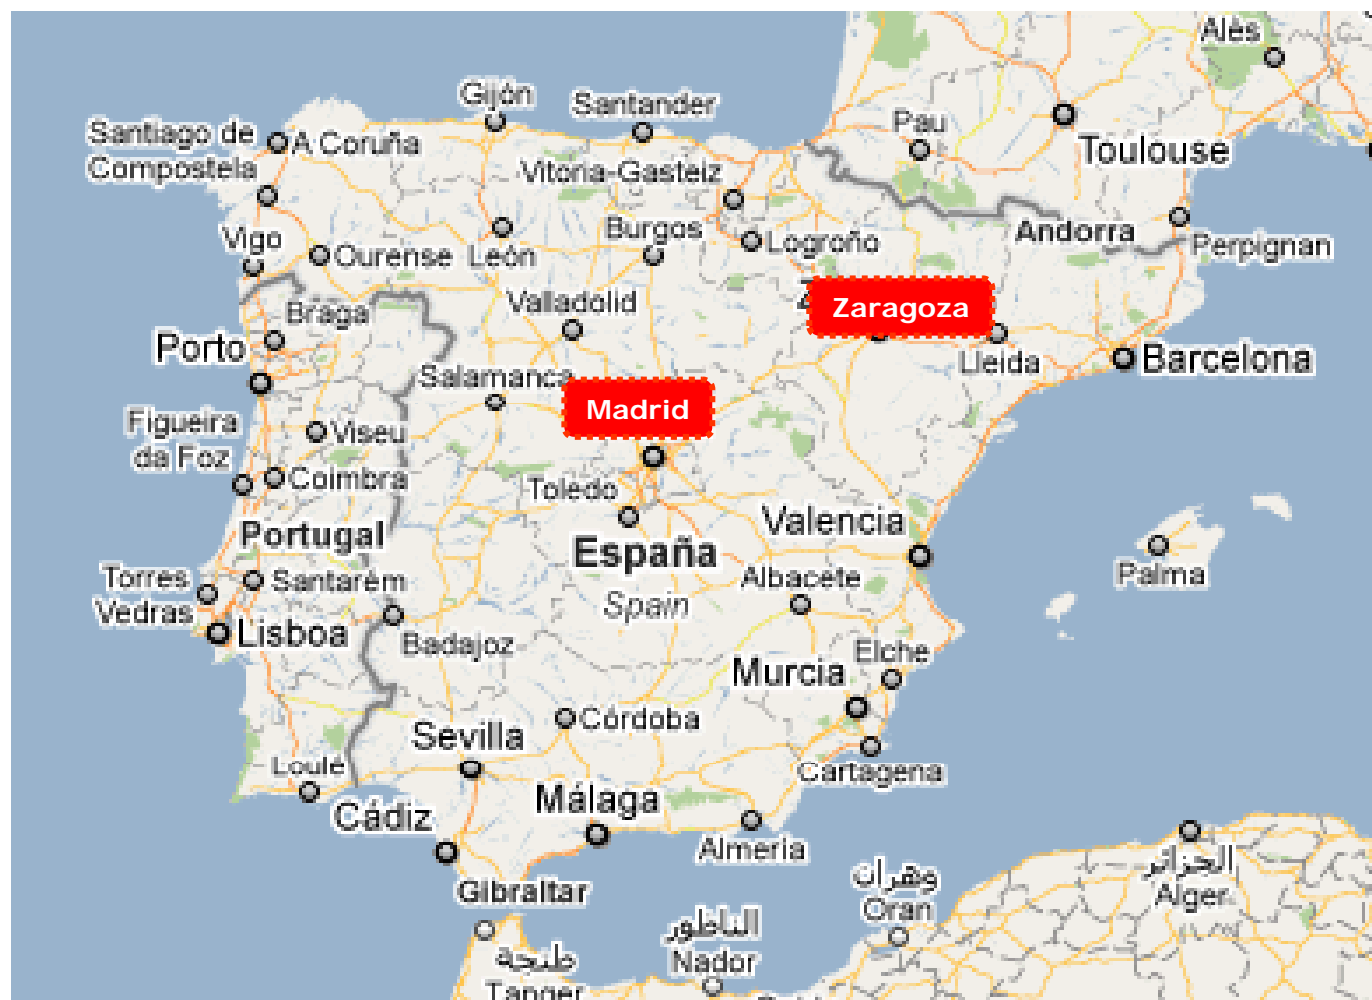 Alès
Gijón
Santander
Pau
Toulouse
Santiago de
Compostela
A Coruña
Vitoria-Gasteiz
Vigo
Ourense
León
Burgos
Logroño
Andorra
Perpignan
Braga
Valladolid
Zaragoza
Porto
Salamanca
Lleida
Barcelona
Madrid
Figueira
da Foz
Viseu
Coimbra
Toledo
Portugal
España
Spain
Valencia
Albacete
Palma
Torres
Vedras
Santarém
Lisboa
Badajoz
Elche
Murcia
Córdoba
Sevilla
Cartagena
Loulé
Cádiz
Málaga
Almeria
Gibraltar
وهران
Oran
الجزائر
Alger
الناظور
Nador
طنجة
Tanger